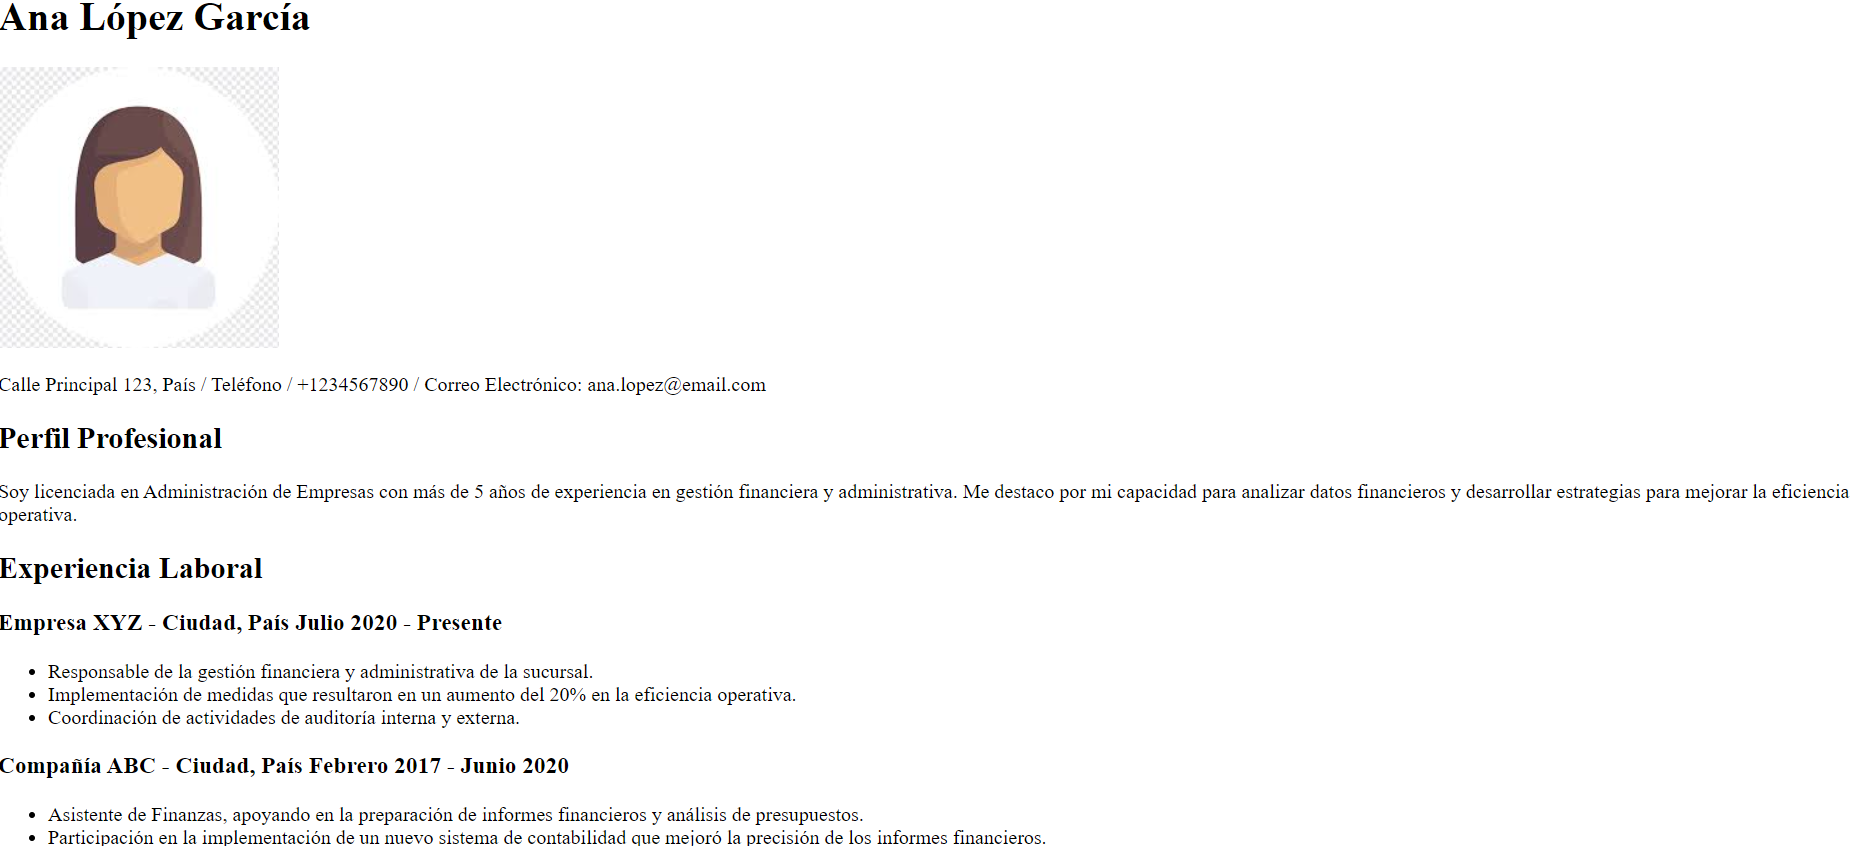 Ana López García
Calle Principal 123, País / Teléfono / +1234567890 / Correo Electrónico: ana.lopez@email.com
Perfil Profesional
Soy licenciada en Administración de Empresas con más de 5 años de experiencia en gestión financiera y administrativa. Me destaco por mi capacidad para analizar datos financieros y desarrollar estrategias para mejorar la eficiencia
operativa.
Experiencia Laboral
Empresa XYZ - Ciudad, País Julio 2020 - Presente
• Responsable de la gestión financiera y administrativa de la sucursal.
• Implementación de medidas que resultaron en un aumento del 20% en la eficiencia operativa.
• Coordinación de actividades de auditoría interna y externa.
Compañía ABC - Ciudad, País Febrero 2017 - Junio 2020
• Asistente de Finanzas, apoyando en la preparación de informes financieros y análisis de presupuestos.
• Participación en la implementación de un nuevo sistema de contabilidad que mejoró la precisión de los informes financieros.